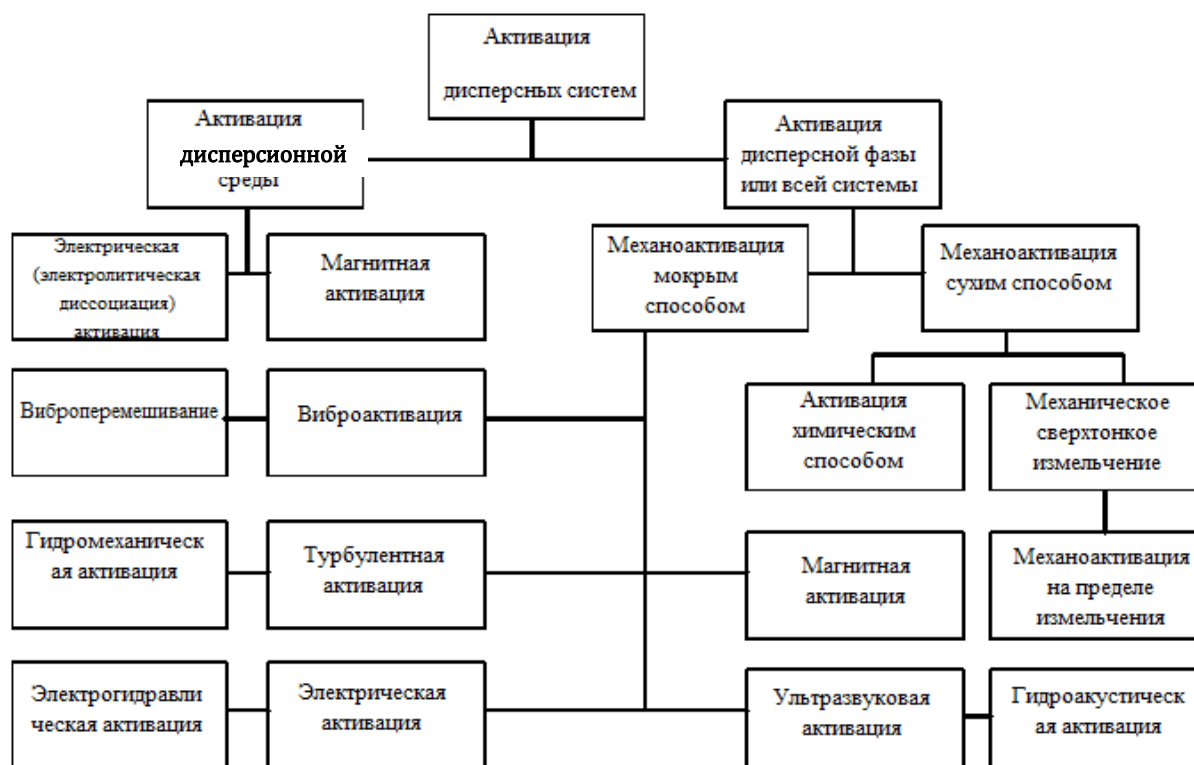 Активация
дисперсных систем
Активация
дисперсионной
среды
Активация
дисперсной фазы
или всей системы
Электрическая
(электролитическая
диссоциация)
активация
Магнитная
активация
Механоактивация
мокрым
способом
Механоактивация
сухим способом
Виброперемешивание
Виброактивация
Активация
химическим
способом
Механическое
сверхтонкое
измельчение
Гидромеханическ
ая активация
Турбулентная
активация
Магнитная
активация
Механоактивация
на пределе
измельчения
Электрогидравли
ческая активация
Электрическая
активация
Ультразвуковая
активация
Гидроакустическ
ая активация